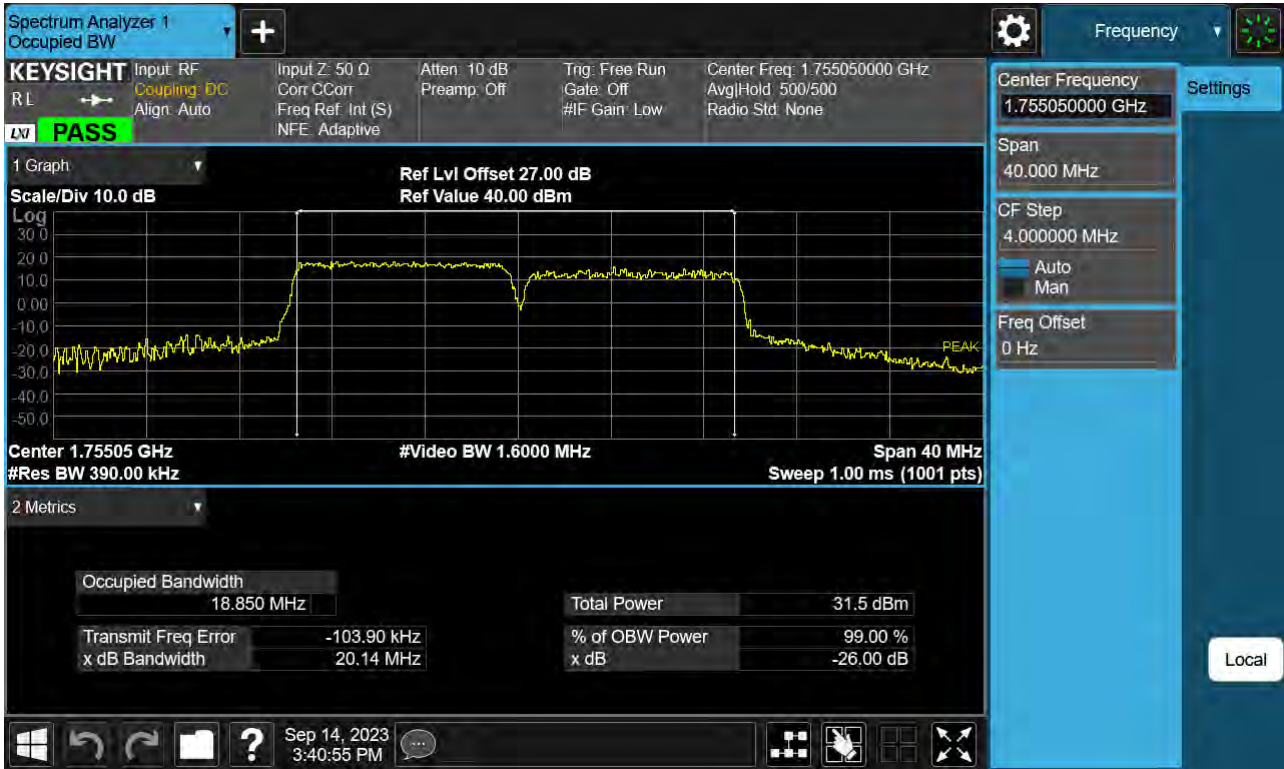 Spectrum Analyzer 1
Occupied BW
Frequency
KEYSIGHT
RL
LXI
PASS
Input: RF
Coupling: DC
Align: Auto
Input Z: 50 Ω
Corr CCorr
Freq Ref: Int (S)
NFE: Adaptive
Atten: 10 dB
Preamp: Off
Trig: Free Run
Gate: Off
#IF Gain: Low
Center Freq: 1.755050000 GHz
Avg|Hold: 500/500
Radio Std: None
Center Frequency
1.755050000 GHz
Settings
Span
40.000 MHz
CF Step
4.000000 MHz
Auto
Man
Freq Offset
0 Hz
Local
1 Graph
Scale/Div 10.0 dB
Ref Lvl Offset 27.00 dB
Ref Value 40.00 dBm
Log
30.0
20.0
10.0
0.00
-10.0
-20.0
-30.0
-40.0
-50.0
PEAK
Center 1.75505 GHz
#Video BW 1.6000 MHz
Span 40 MHz
#Res BW 390.00 kHz
Sweep 1.00 ms (1001 pts)
2 Metrics
Occupied Bandwidth
18.850 MHz
Transmit Freq Error -103.90 kHz
x dB Bandwidth 20.14 MHz
Total Power 31.5 dBm
% of OBW Power 99.00 %
x dB -26.00 dB
Sep 14, 2023
3:40:55 PM